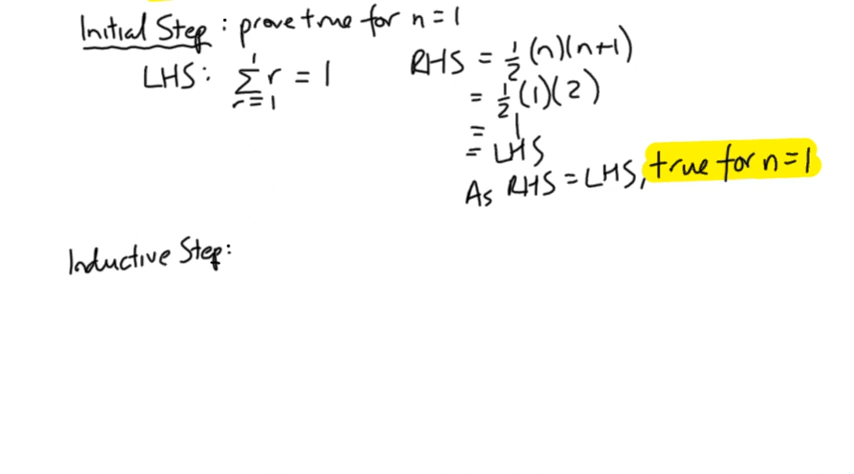 Initial Step: prove true for n=1
LHS: 1∑r=1 r = 1
RHS = 1/2 (n)(n+1)
= 1/2 (1)(2)
= 1
= LHS
As RHS = LHS, true for n=1
Inductive Step: